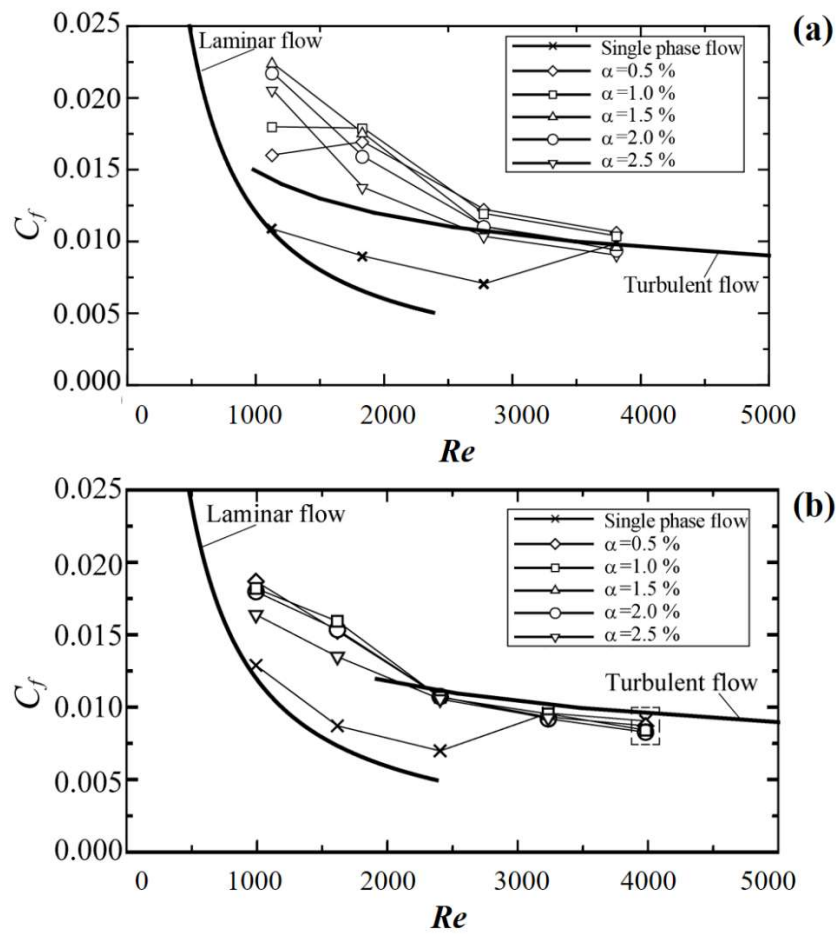 (a)
0.025
0.020
0.015
0.010
0.005
0.000
C_f
Laminar flow
Single phase flow
α=0.5 %
α=1.0 %
α=1.5 %
α=2.0 %
α=2.5 %
Turbulent flow
0 1000 2000 3000 4000 5000
Re
(b)
0.025
0.020
0.015
0.010
0.005
0.000
C_f
Laminar flow
Single phase flow
α=0.5 %
α=1.0 %
α=1.5 %
α=2.0 %
α=2.5 %
Turbulent flow
0 1000 2000 3000 4000 5000
Re